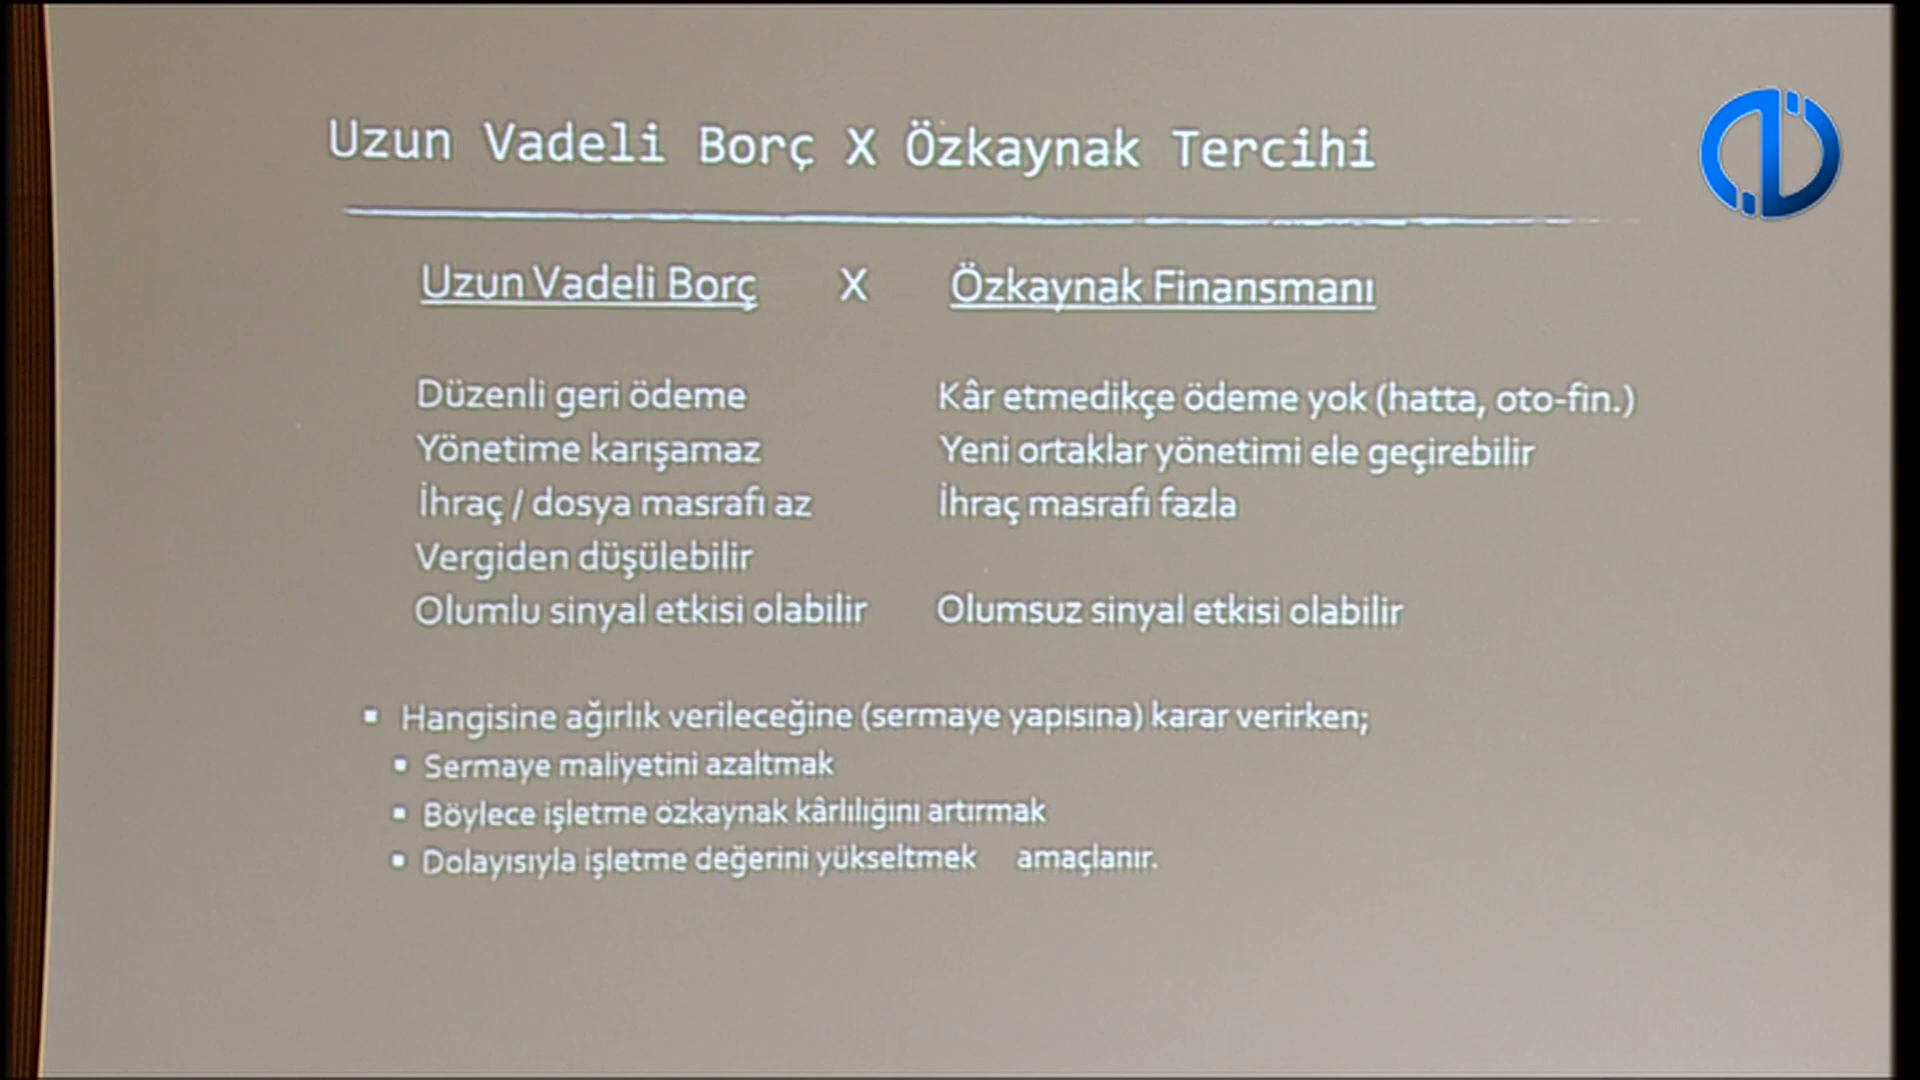 Uzun Vadeli Borç X Özkaynak Tercihi
Uzun Vadeli Borç X Özkaynak Finansmanı
Düzenli geri ödeme Kâr etmedikçe ödeme yok (hatta, oto-fin.)
Yönetime karışamaz Yeni ortaklar yönetimi ele geçirebilir
İhraç / dosya masrafı az İhraç masrafı fazla
Vergiden düşülebilir
Olumlu sinyal etkisi olabilir Olumsuz sinyal etkisi olabilir
▪ Hangisine ağırlık verileceğine (sermaye yapısına) karar verirken;
▪ Sermaye maliyetini azaltmak
▪ Böylece işletme özkaynak kârlılığını artırmak
▪ Dolayısıyla işletme değerini yükseltmek amaçlanır.